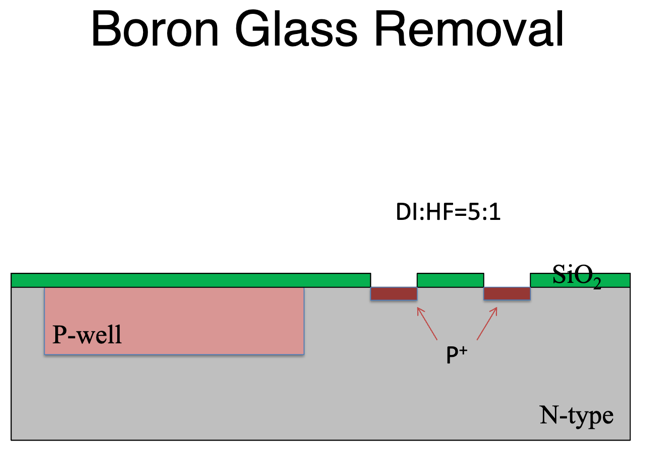 Boron Glass Removal
DI:HF=5:1
SiO₂
P-well
P⁺
N-type